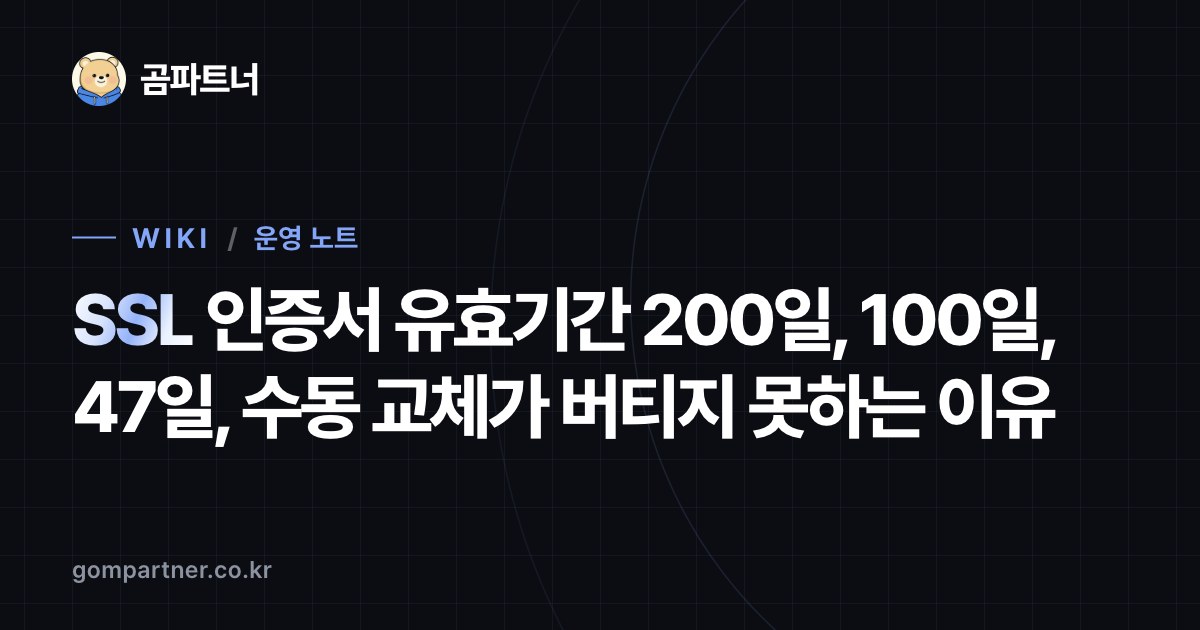 곰파트너
WIKI / 운영 노트
SSL 인증서 유효기간 200일, 100일,
47일, 수동 교체가 버티지 못하는 이유
gompartner.co.kr